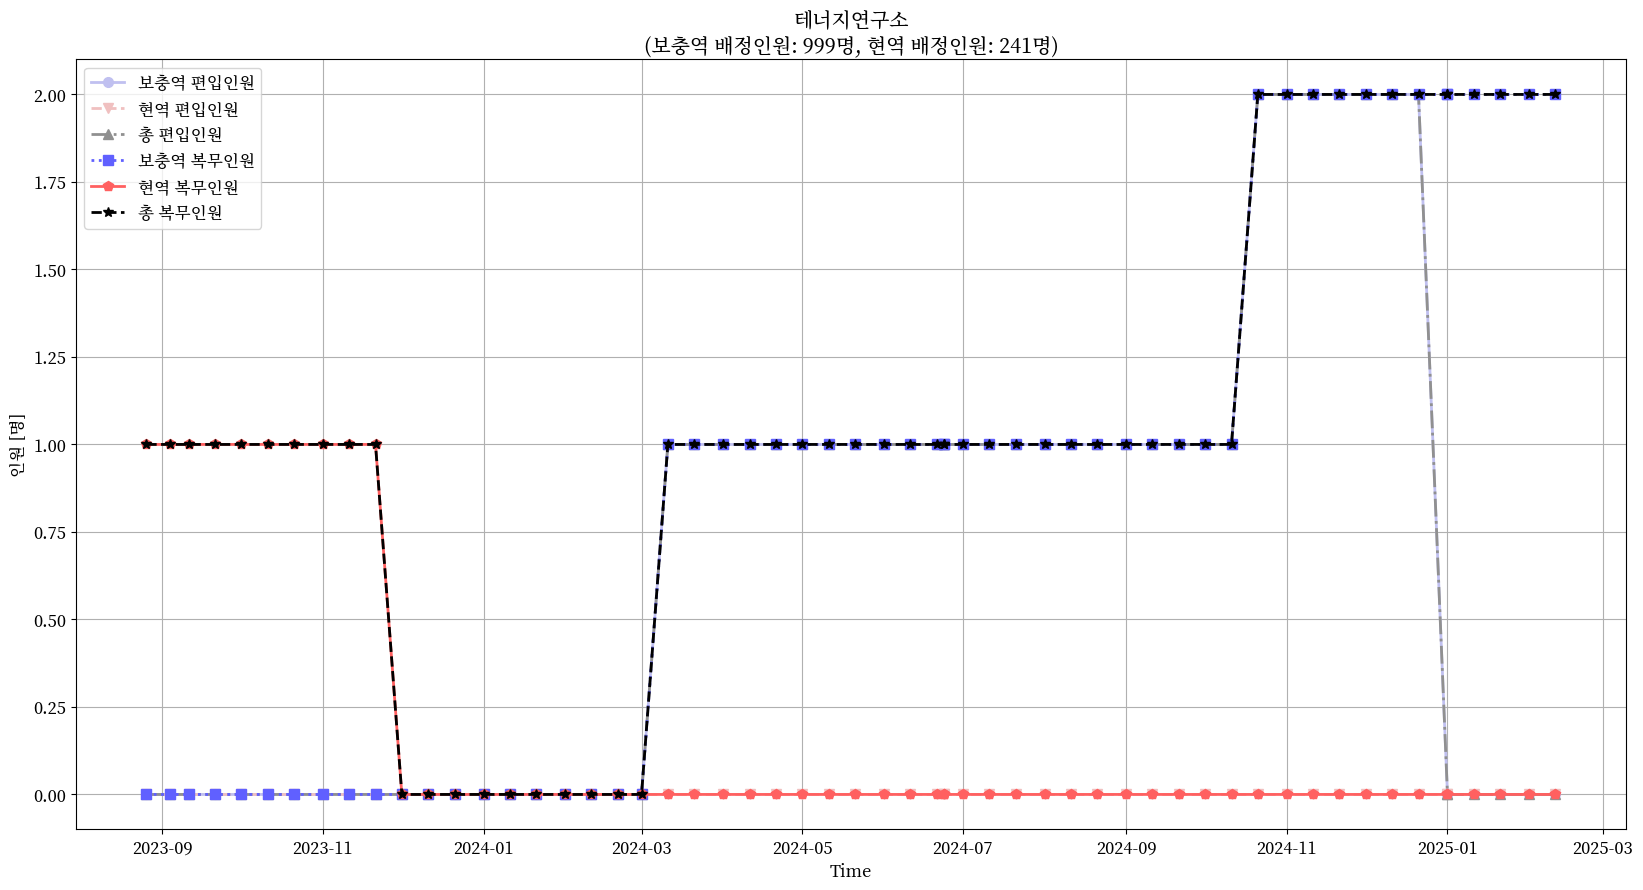 테너지연구소
(보충역 배정인원: 999명, 현역 배정인원: 241명)
보충역 편입인원
현역 편입인원
총 편입인원
보충역 복무인원
현역 복무인원
총 복무인원
2.00
1.75
1.50
1.25
1.00
0.75
0.50
0.25
0.00
인원 [명]
2023-09
2023-11
2024-01
2024-03
2024-05
2024-07
2024-09
2024-11
2025-01
2025-03
Time